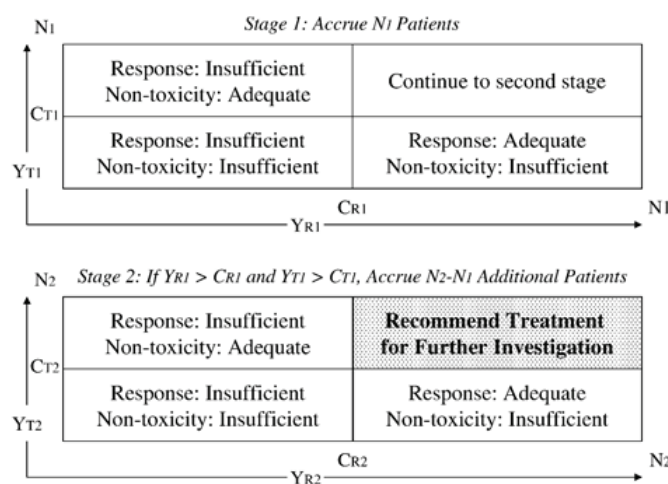 Stage 1: Accrue N1 Patients
N1
Response: Insufficient
Non-toxicity: Adequate
Continue to second stage
CT1
Response: Insufficient
Non-toxicity: Insufficient
Response: Adequate
Non-toxicity: Insufficient
YT1
CR1
N1
YR1
Stage 2: If YR1 > CR1 and YT1 > CT1, Accrue N2-N1 Additional Patients
N2
Response: Insufficient
Non-toxicity: Adequate
Recommend Treatment
for Further Investigation
CT2
Response: Insufficient
Non-toxicity: Insufficient
Response: Adequate
Non-toxicity: Insufficient
YT2
CR2
N2
YR2